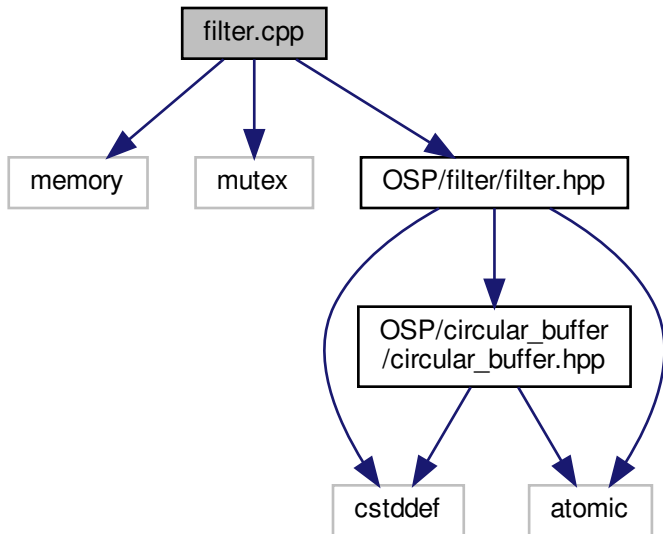 filter.cpp
memory
mutex
OSP/filter/filter.hpp
OSP/circular_buffer
/circular_buffer.hpp
cstddef
atomic